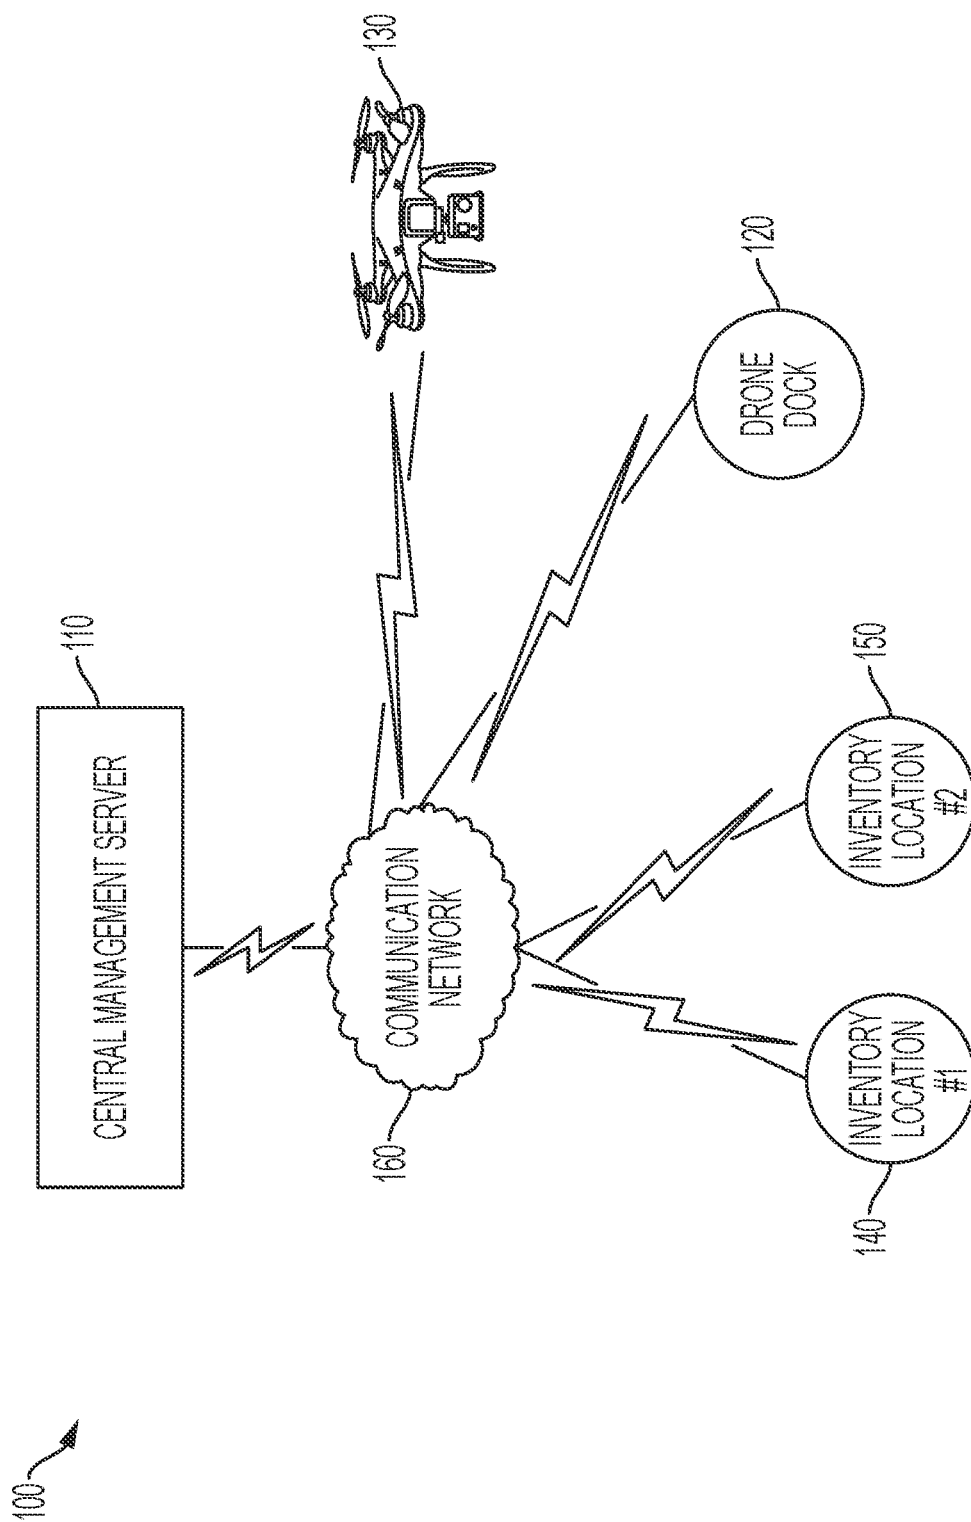 100
CENTRAL MANAGEMENT SERVER
110
160
COMMUNICATION
NETWORK
130
140
INVENTORY
LOCATION
#1
INVENTORY
LOCATION
#2
150
DRONE
DOCK
120